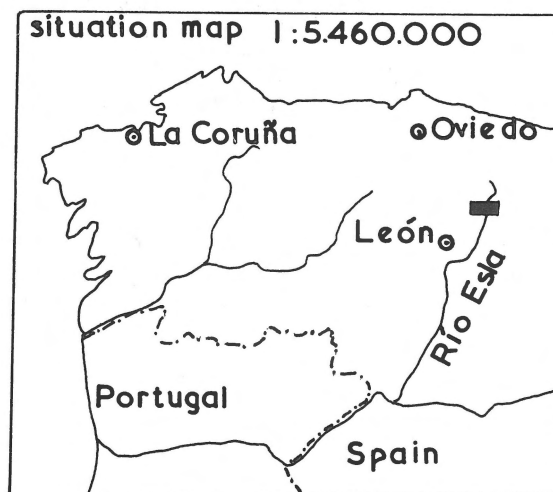 situation map 1:5.460.000
La Coruña
Oviedo
León
Río Esla
Portugal
Spain